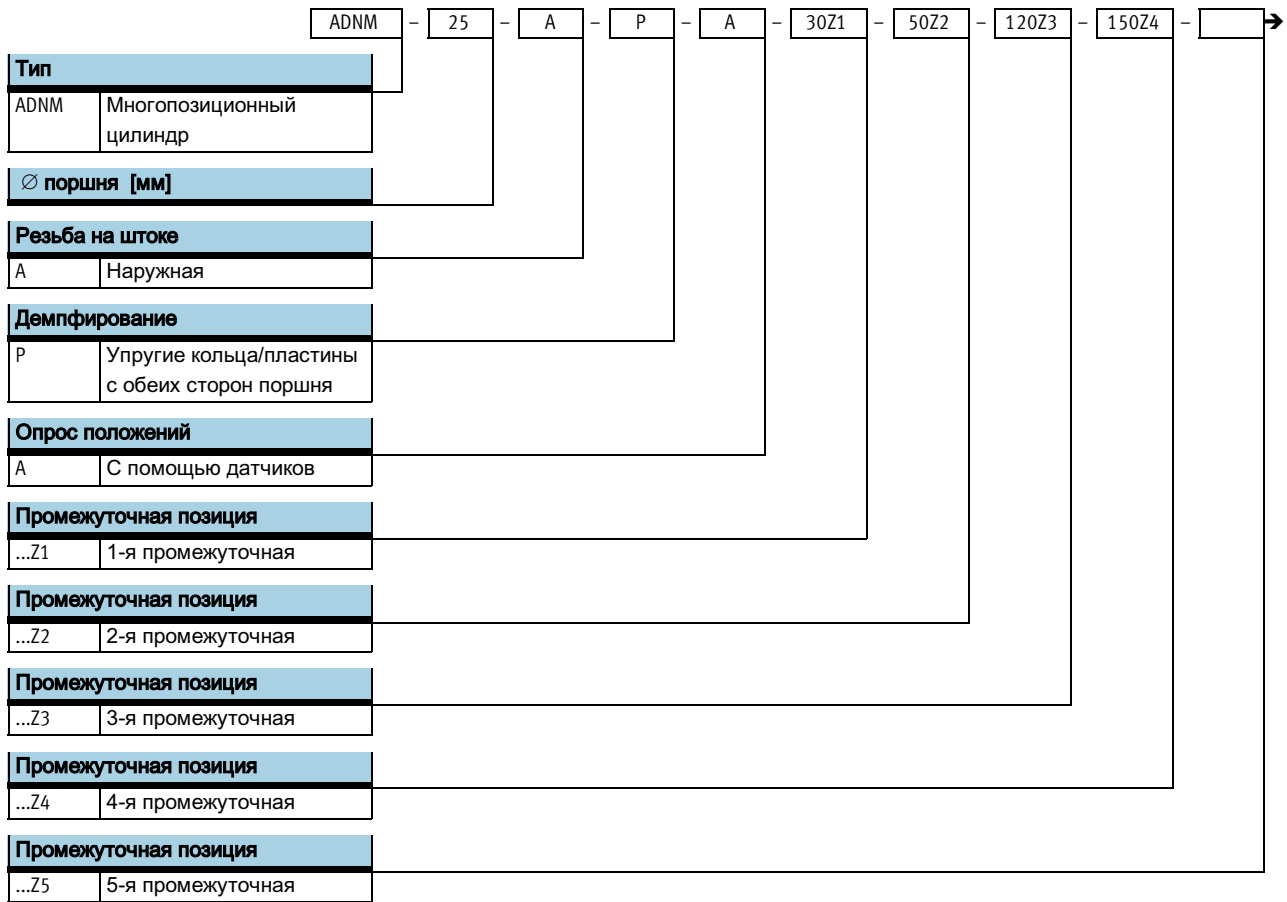 ADNM – 25 – A – P – A – 30Z1 – 50Z2 – 120Z3 – 150Z4 –
Тип
ADNM Многопозиционный
цилиндр
∅ поршня [мм]
Резьба на штоке
A Наружная
Демпфирование
P Упругие кольца/пластины
с обеих сторон поршня
Опрос положений
A С помощью датчиков
Промежуточная позиция
...Z1 1-я промежуточная
Промежуточная позиция
...Z2 2-я промежуточная
Промежуточная позиция
...Z3 3-я промежуточная
Промежуточная позиция
...Z4 4-я промежуточная
Промежуточная позиция
...Z5 5-я промежуточная